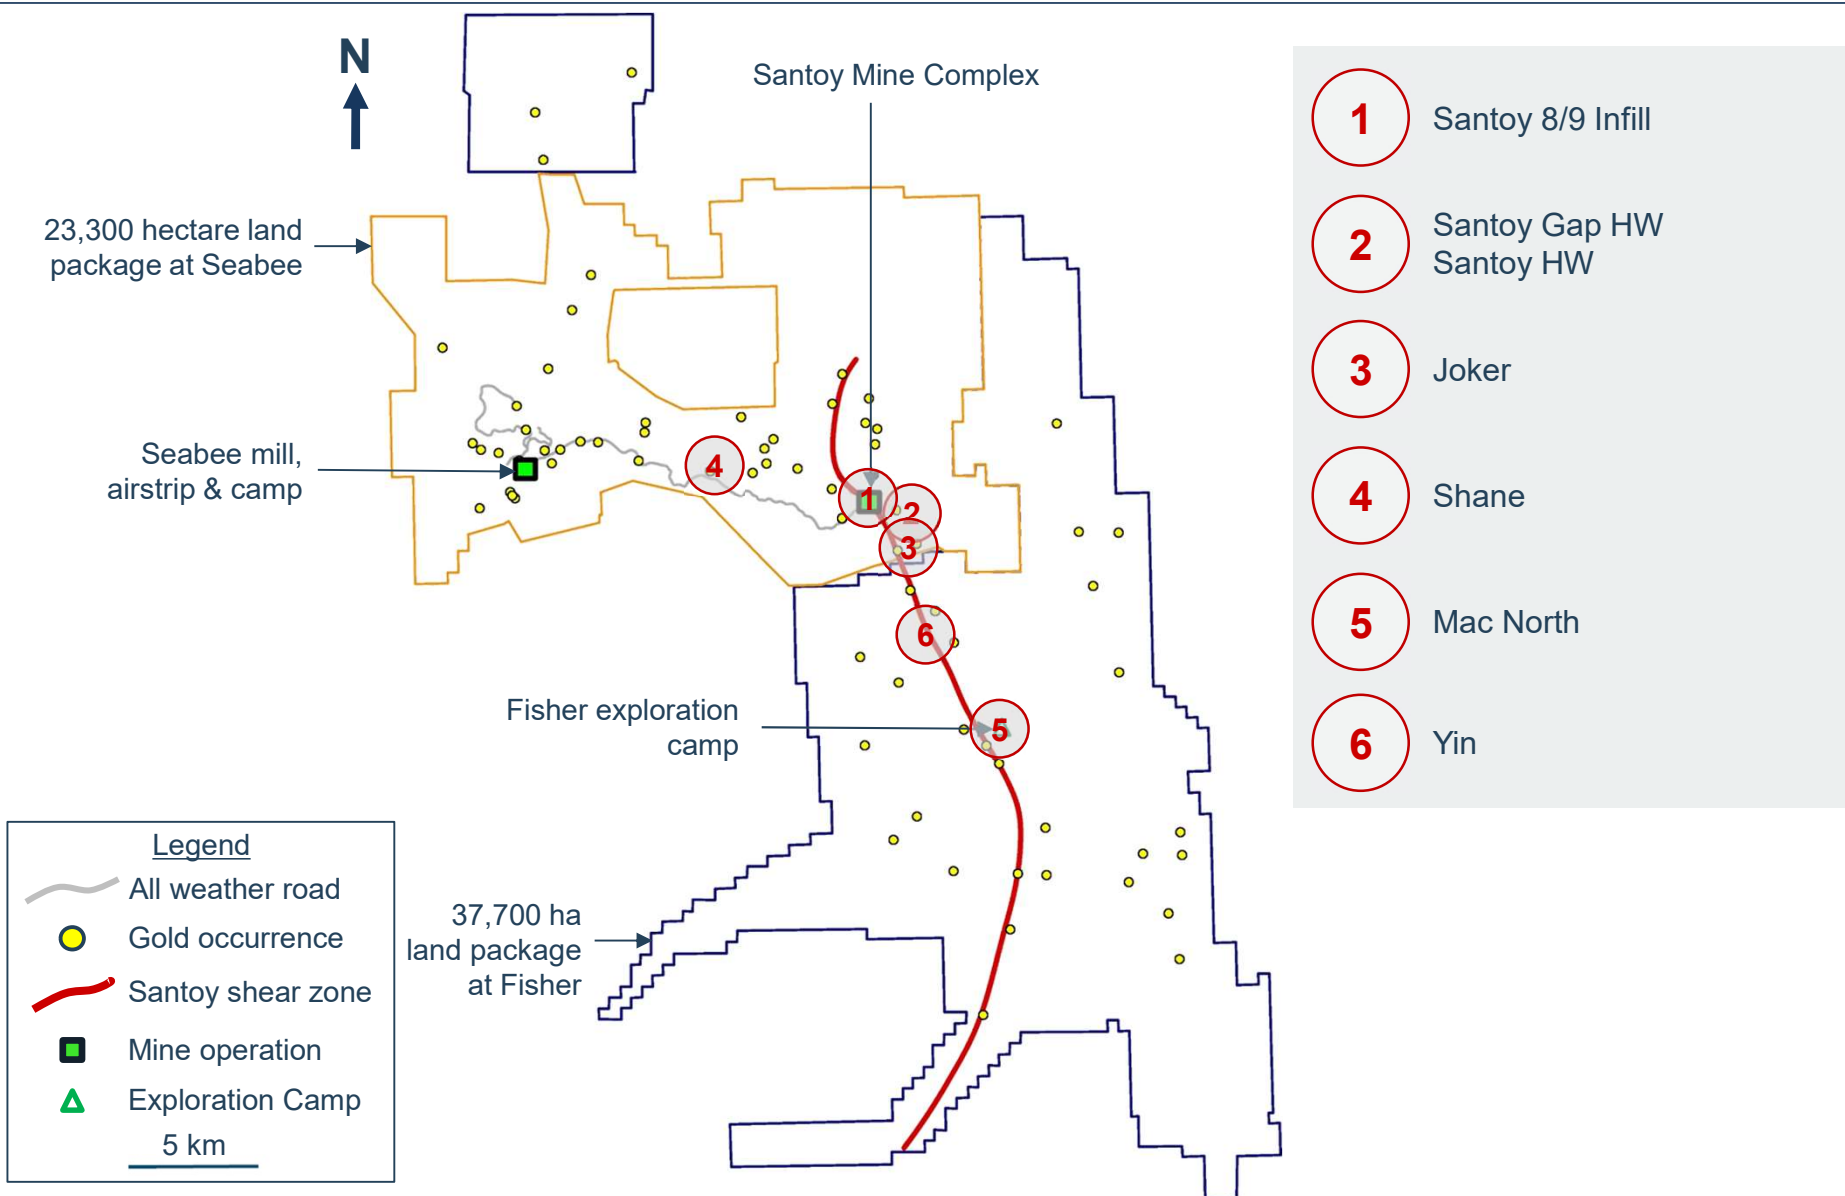 N
Santoy Mine Complex
23,300 hectare land
package at Seabee
Seabee mill,
airstrip & camp
4
1
2
3
6
Fisher exploration
camp
5
37,700 ha
land package
at Fisher
Legend
All weather road
Gold occurrence
Santoy shear zone
Mine operation
Exploration Camp
5 km
1 Santoy 8/9 Infill
2 Santoy Gap HW
Santoy HW
3 Joker
4 Shane
5 Mac North
6 Yin